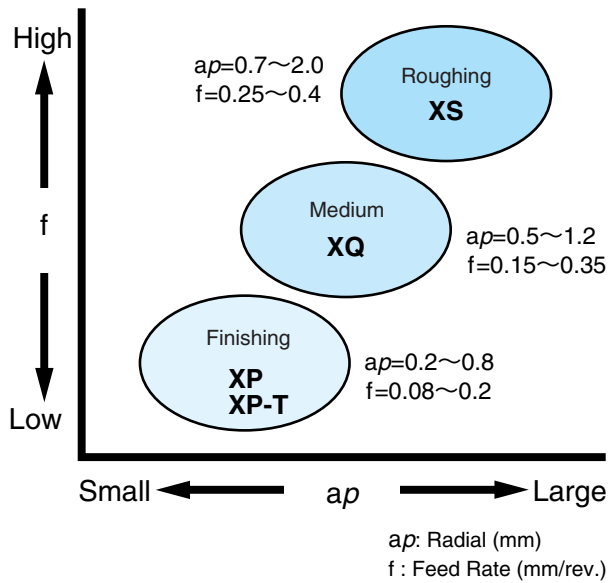 High
ap=0.7～2.0
f=0.25～0.4
Roughing
XS
f
Medium
XQ
ap=0.5～1.2
f=0.15～0.35
Finishing
XP
XP-T
ap=0.2～0.8
f=0.08～0.2
Low
Small
ap
Large
ap: Radial (mm)
f : Feed Rate (mm/rev.)